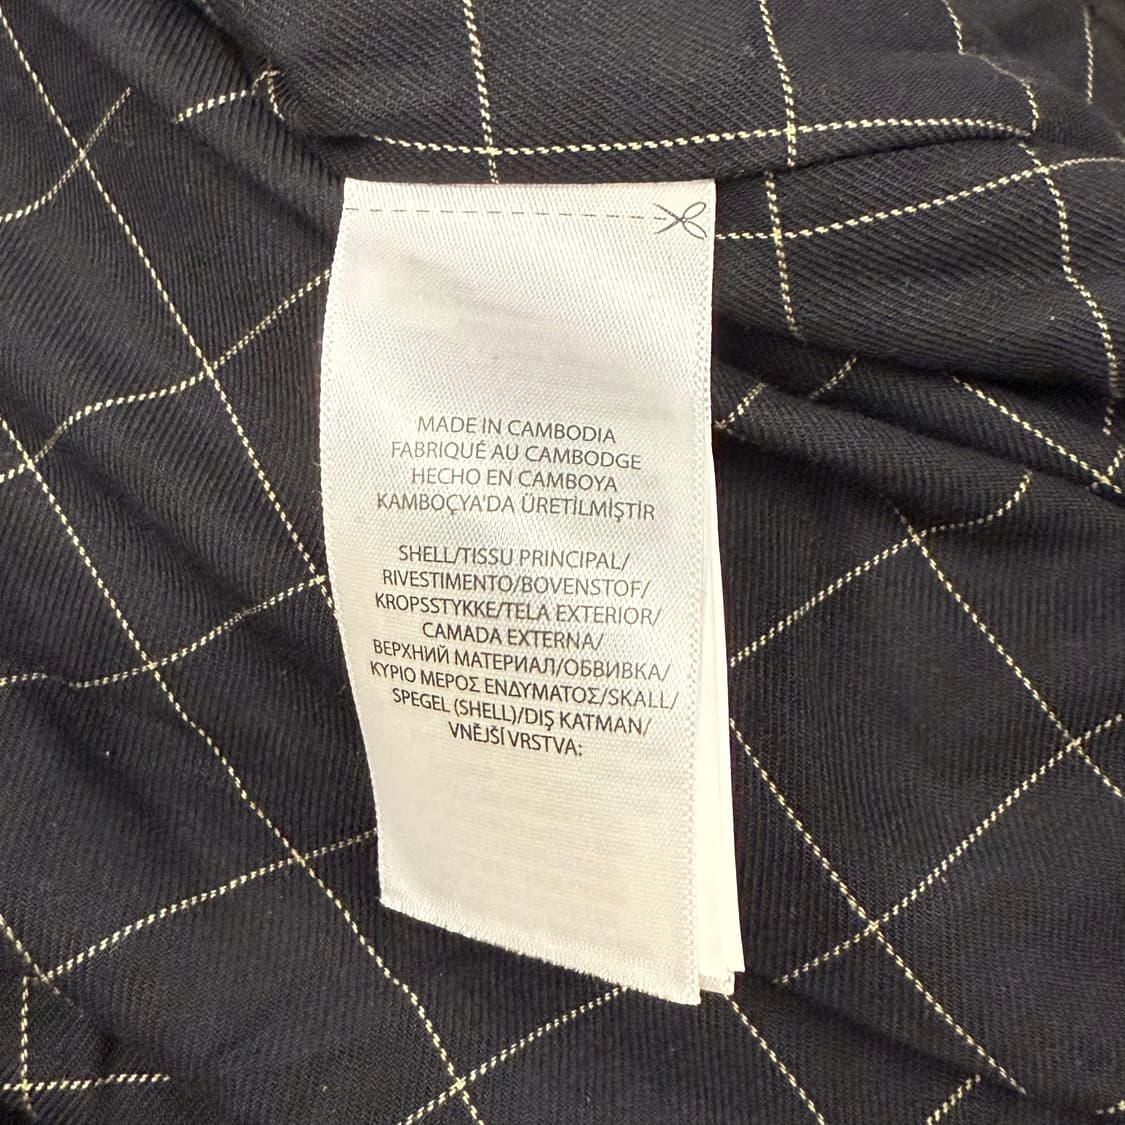 MADE IN CAMBODIA
FABRIQUÉ AU CAMBODGE
HECHO EN CAMBOYA
KAMBOÇYA'DA ÜRETİLMİŞTİR
SHELL/TISSU PRINCIPAL/
RIVESTIMENTO/BOVENSTOF/
KROPSSTYKKE/TELA EXTERIOR/
CAMADA EXTERNA/
ВЕРХНИЙ МАТЕРИАЛ/ОБВИВКА/
ΚΥΡΙΟ ΜΕΡΟΣ ΕΝΔΥΜΑΤΟΣ/SKALL/
SPEGEL (SHELL)/DIŞ KATMAN/
VNĚJŠÍ VRSTVA: